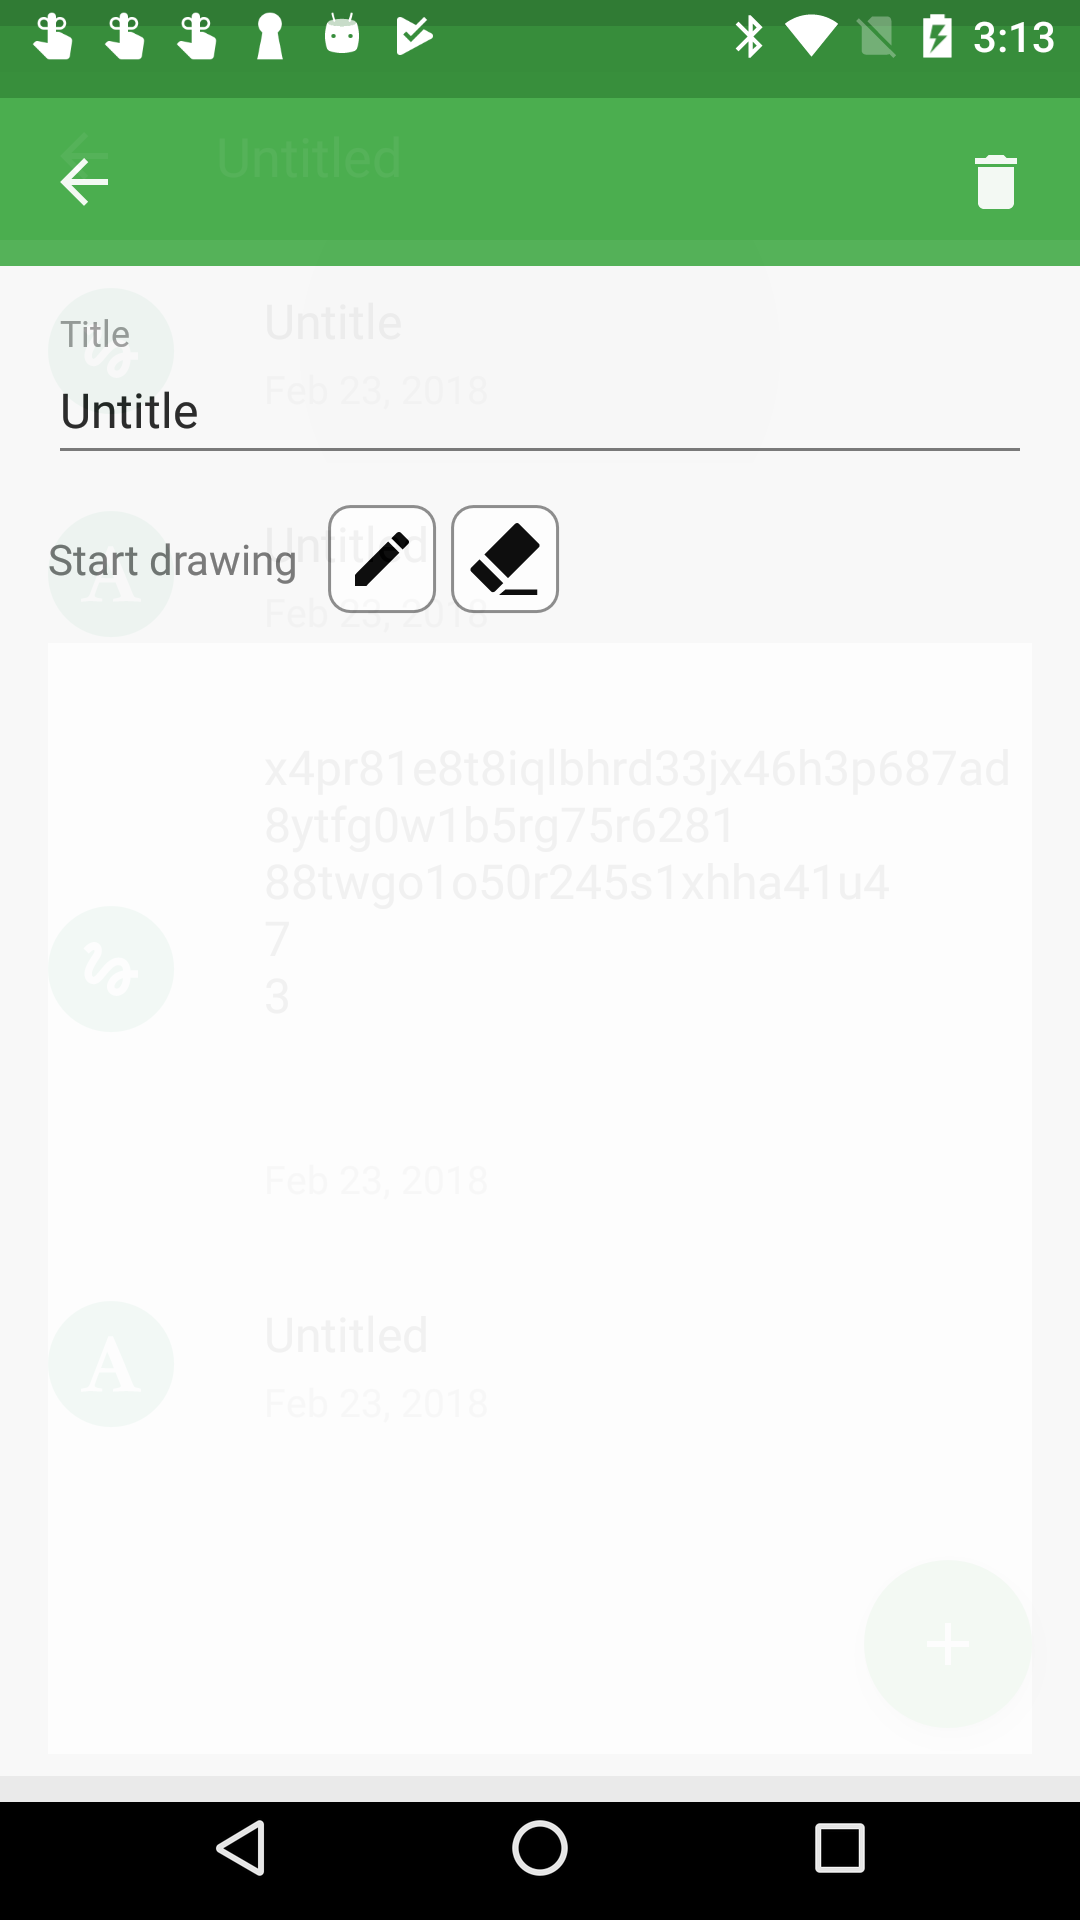 3:13
Untitled
Title
Untitle
Untitle
Feb 23, 2018
Start drawing
Untitled
Feb 23, 2018
x4pr81e8t8iqlbhrd33jx46h3p687ad
8ytfg0w1b5rg75r6281
88twgo1o50r245s1xhha41u4
7
3
Feb 23, 2018
A
Untitled
Feb 23, 2018